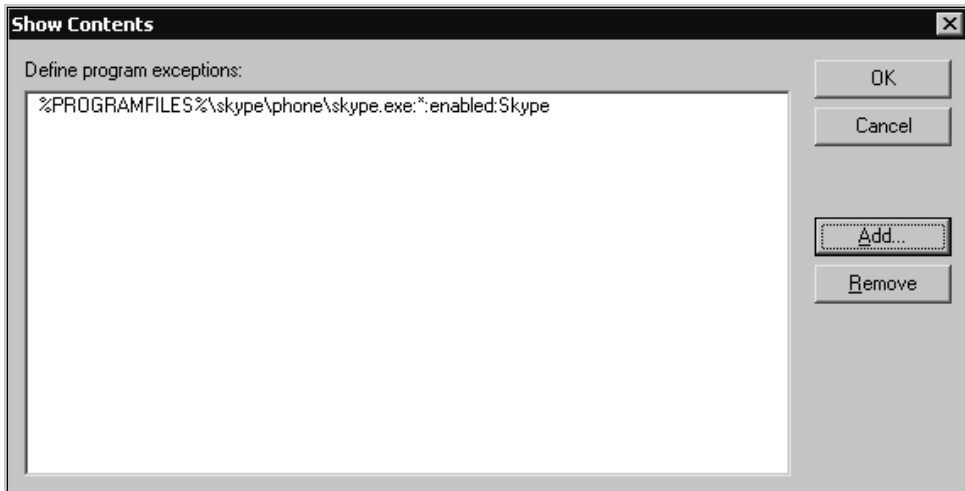 Show Contents
Define program exceptions:
%PROGRAMFILES%\skype\phone\skype.exe:*:enabled:Skype
OK
Cancel
Add...
Remove